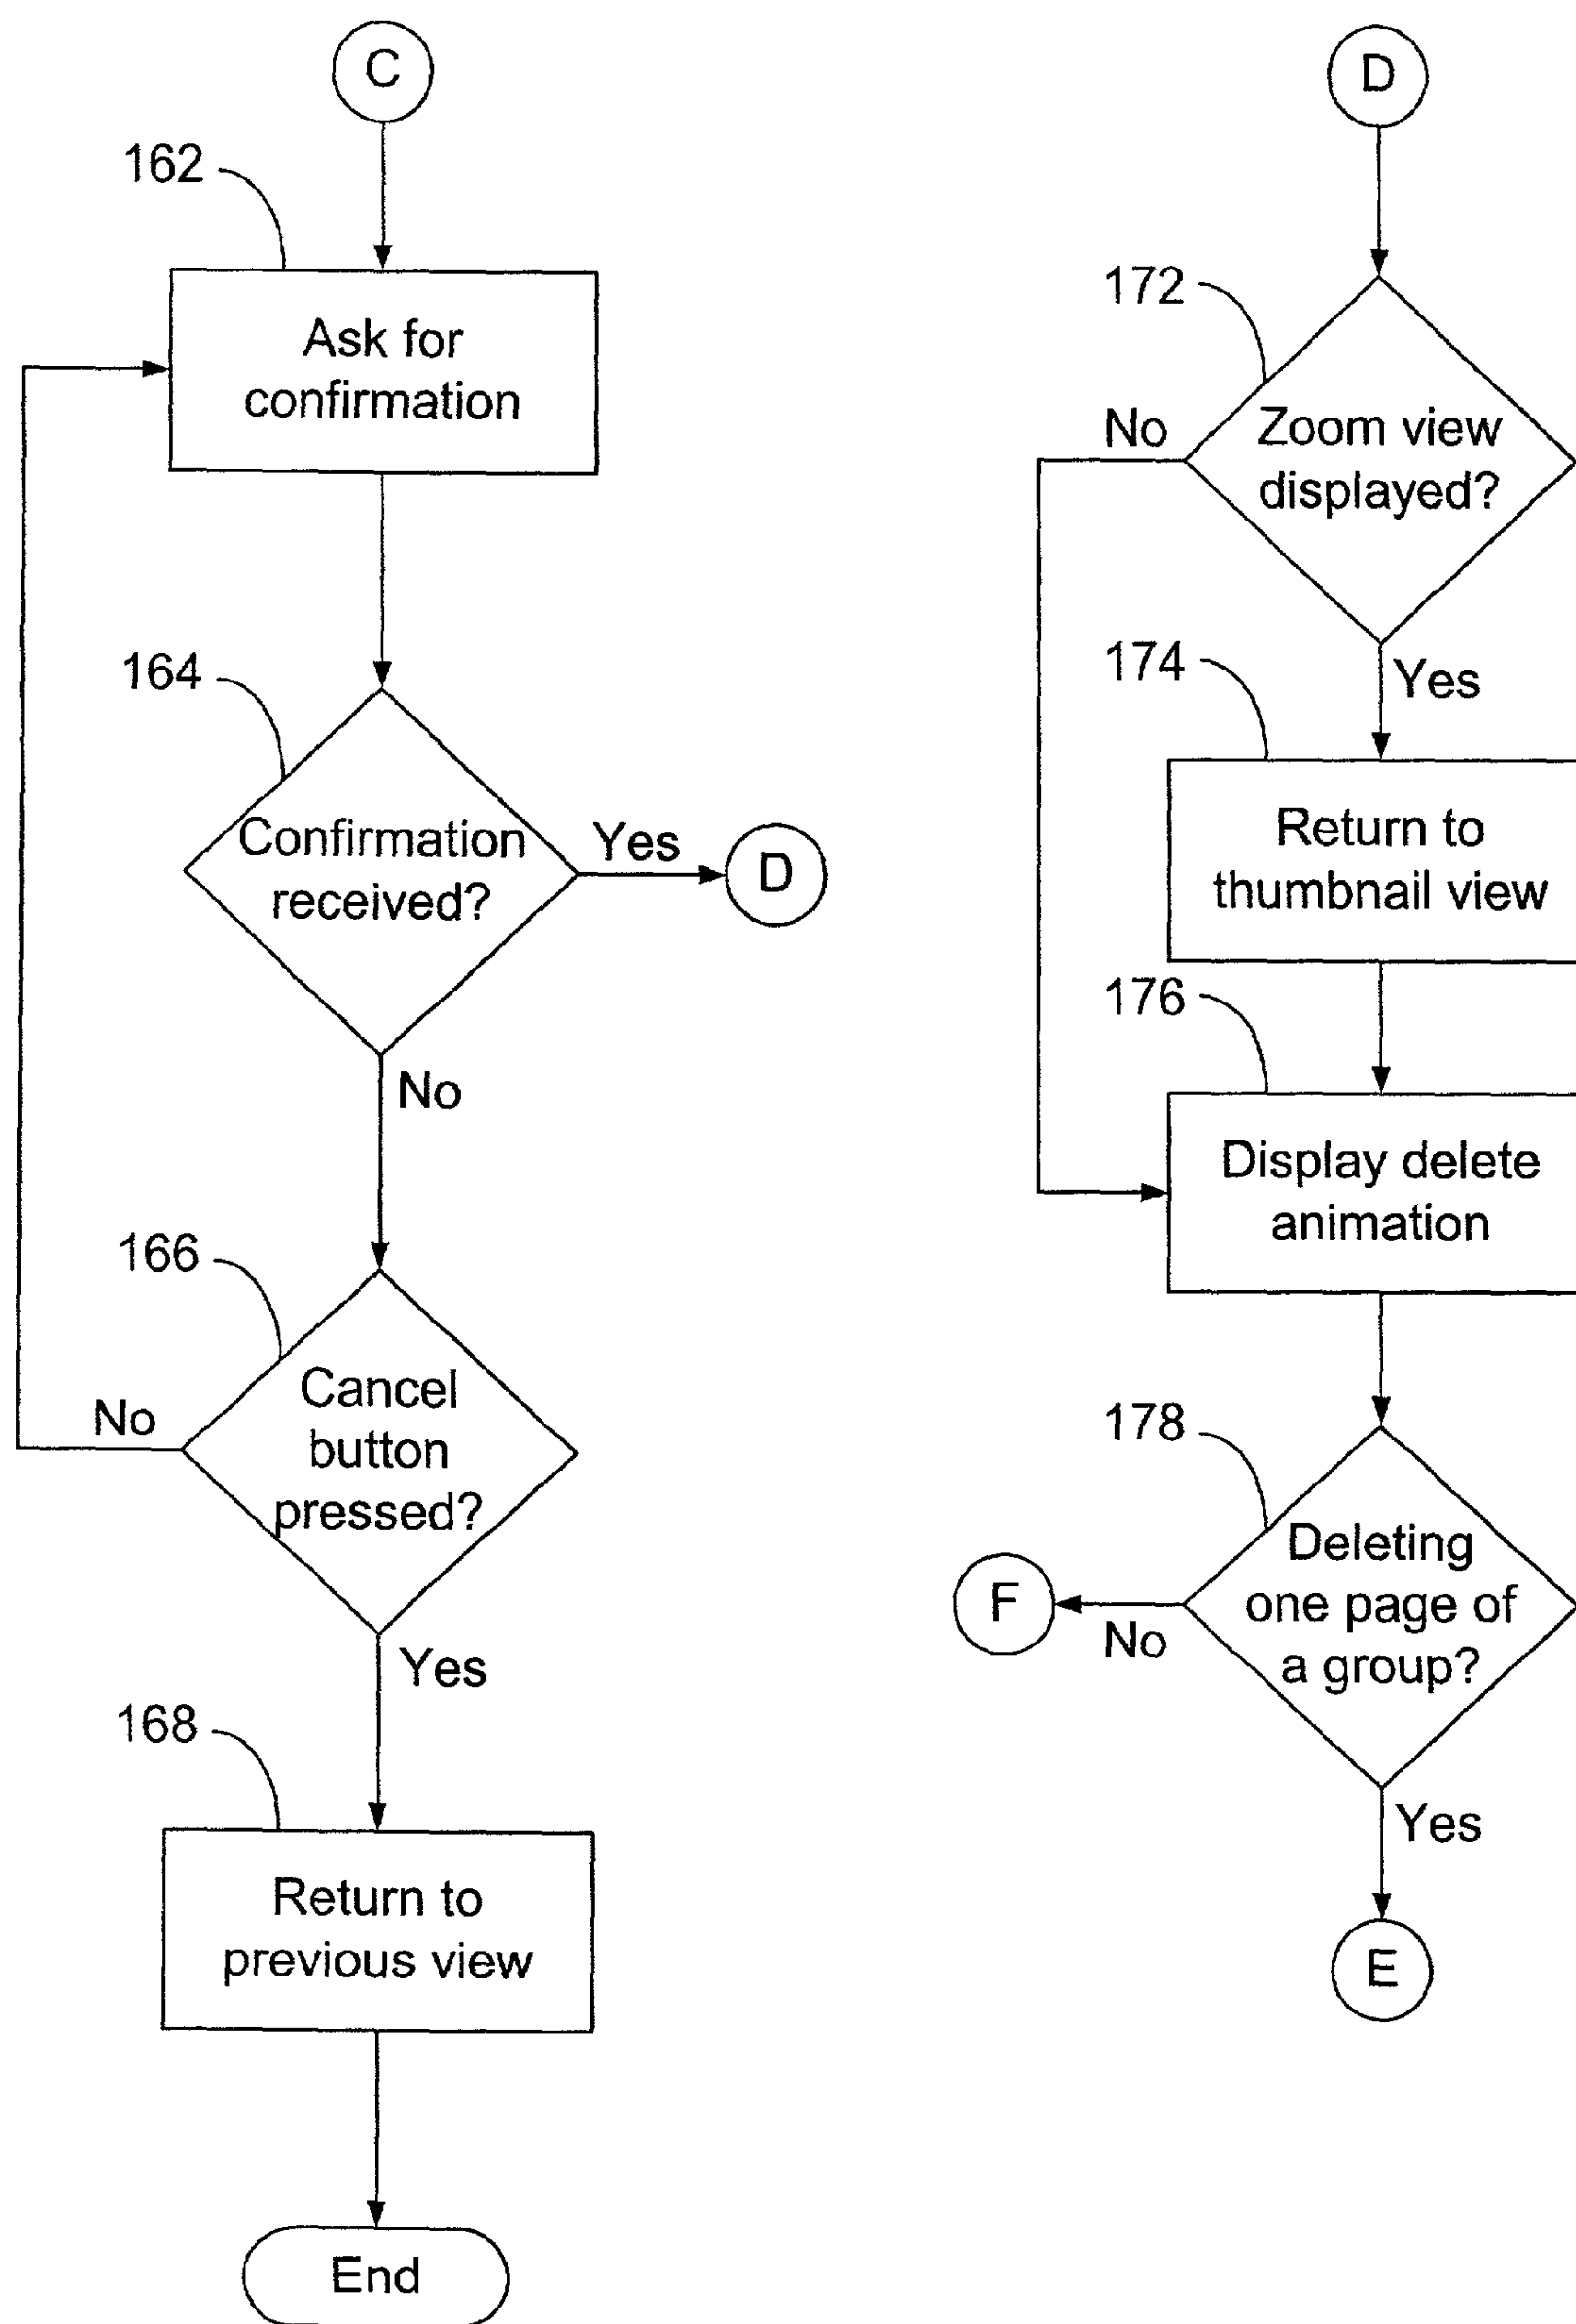 C
162
Ask for
confirmation
164
Confirmation
received?
Yes
D
No
166
Cancel
button
pressed?
No
Yes
168
Return to
previous view
End
D
172
Zoom view
displayed?
No
Yes
174
Return to
thumbnail view
176
Display delete
animation
178
Deleting
one page of
a group?
No
F
Yes
E